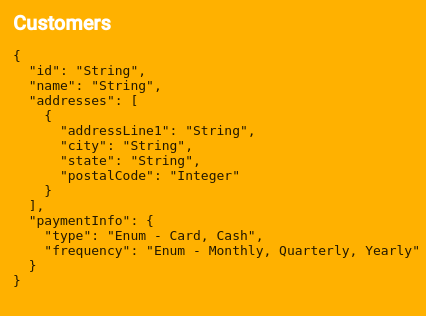 Customers
{
  "id": "String",
  "name": "String",
  "addresses": [
    {
      "addressLine1": "String",
      "city": "String",
      "state": "String",
      "postalCode": "Integer"
    }
  ],
  "paymentInfo": {
    "type": "Enum - Card, Cash",
    "frequency": "Enum - Monthly, Quarterly, Yearly"
  }
}